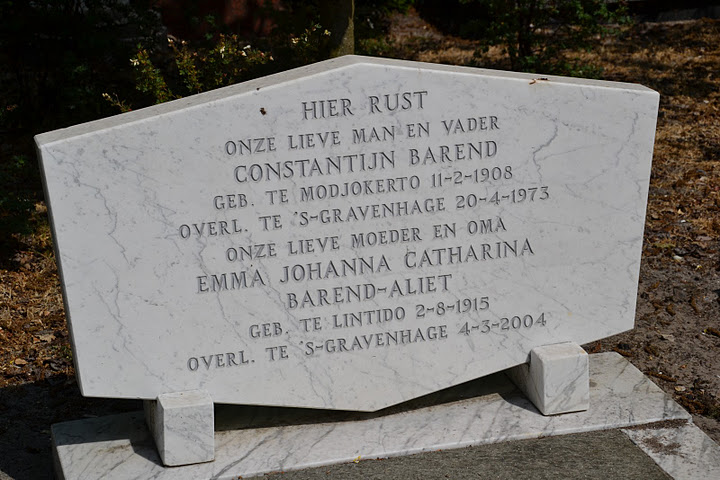 HIER RUST
ONZE LIEVE MAN EN VADER
CONSTANTIJN BAREND
GEB. TE MODJOKERTO 11-2-1908
OVERL. TE 'S-GRAVENHAGE 20-4-1973
ONZE LIEVE MOEDER EN OMA
EMMA JOHANNA CATHARINA
BAREND-ALIET
GEB. TE LINTIDO 2-8-1915
OVERL. TE 'S-GRAVENHAGE 4-3-2004